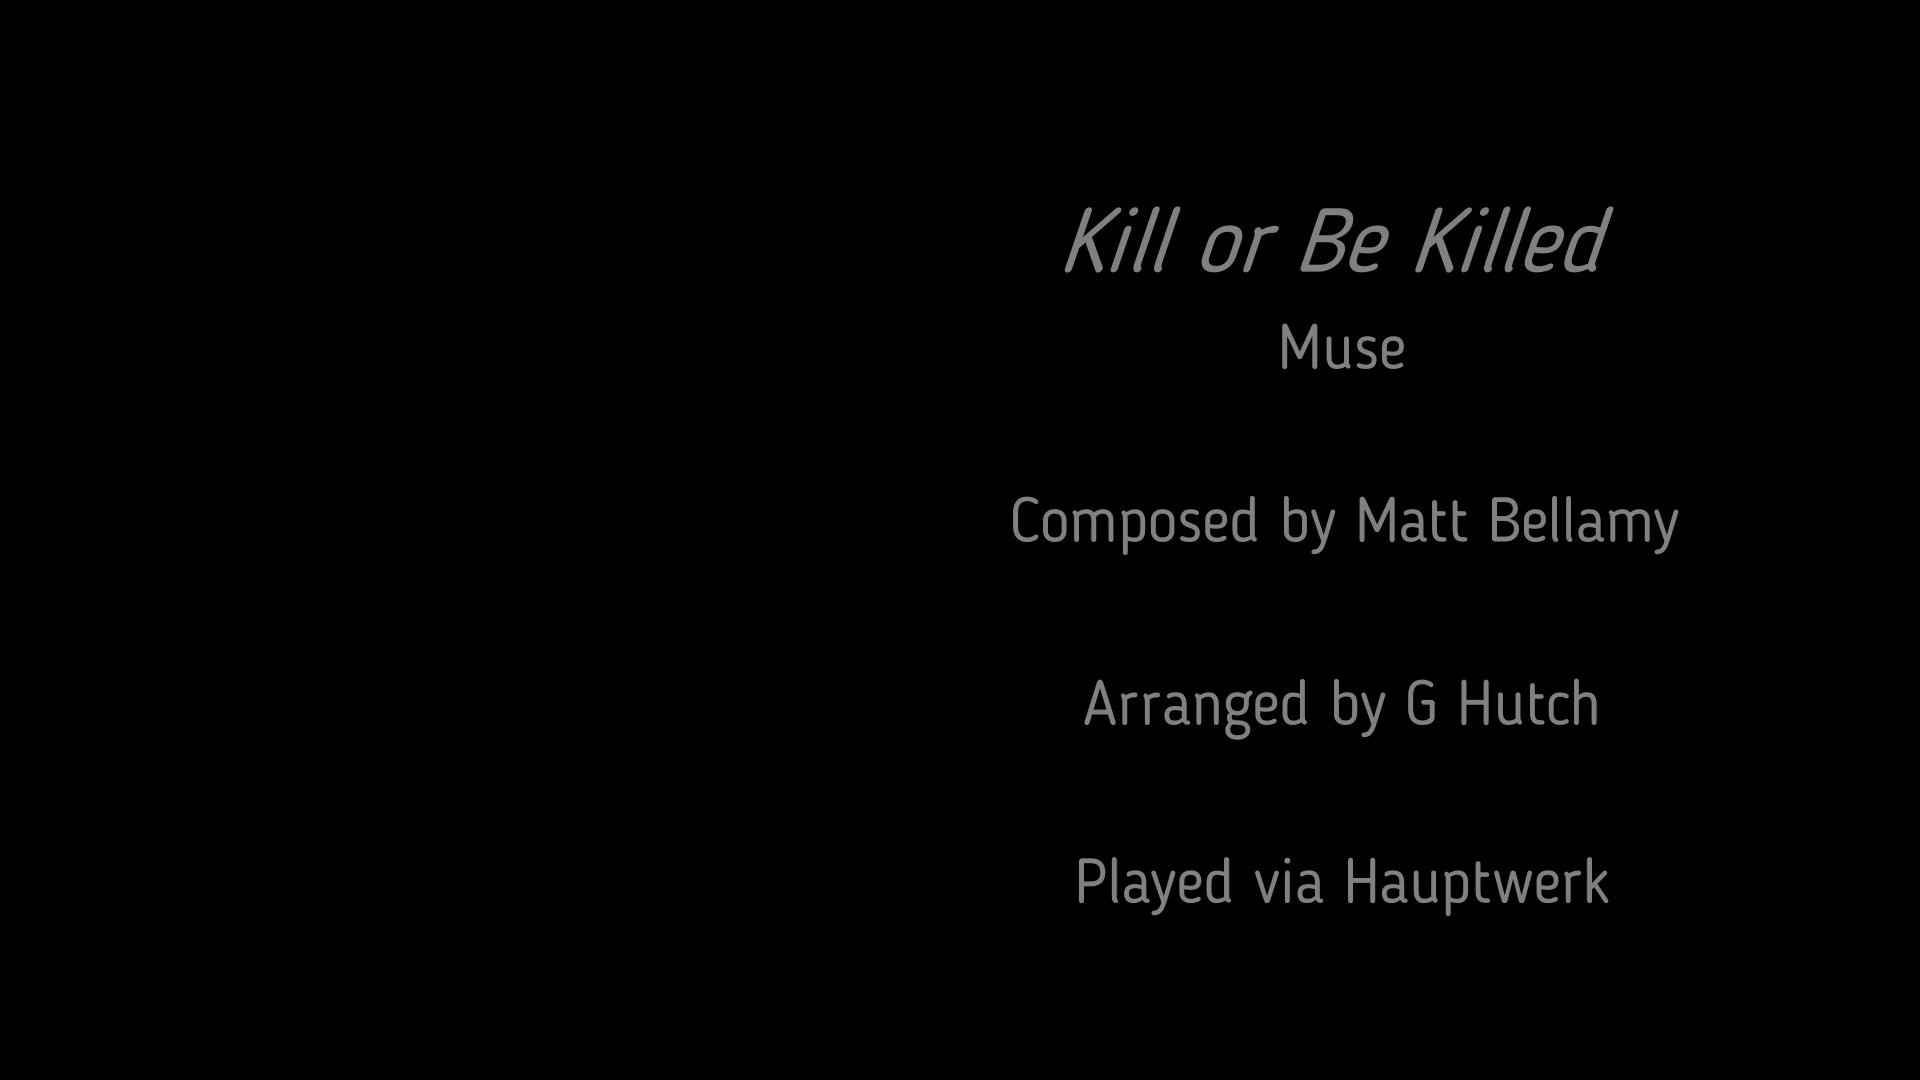 Kill or Be Killed
Muse
Composed by Matt Bellamy
Arranged by G Hutch
Played via Hauptwerk